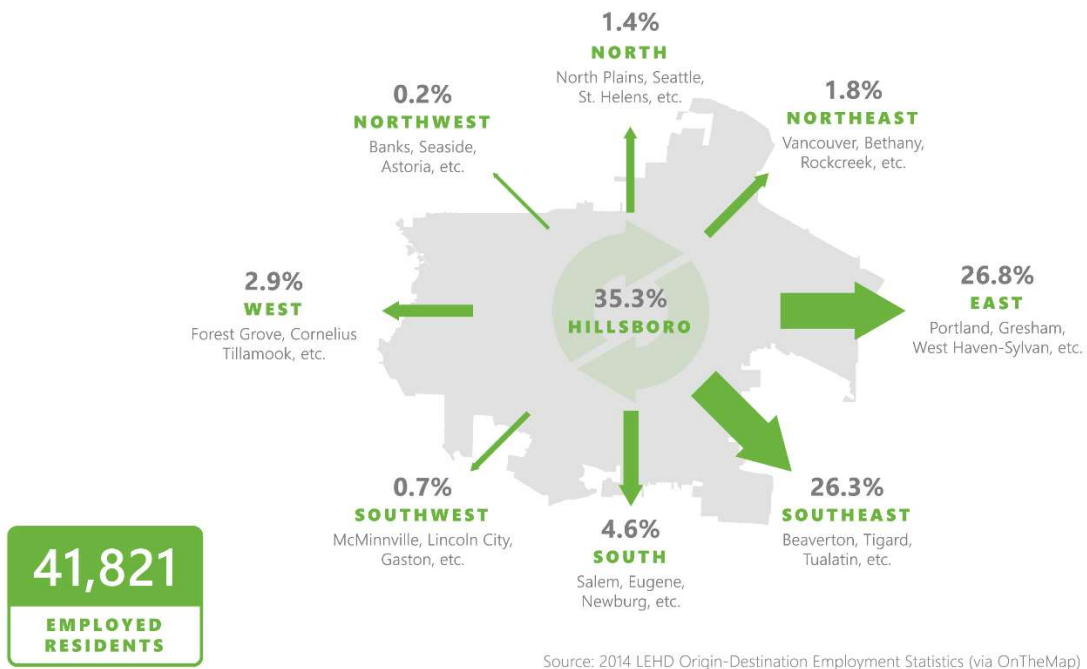 1.4%
NORTH
North Plains, Seattle,
St. Helens, etc.
0.2%
NORTHWEST
Banks, Seaside,
Astoria, etc.
1.8%
NORTHEAST
Vancouver, Bethany,
Rockcreek, etc.
2.9%
WEST
Forest Grove, Cornelius
Tillamook, etc.
35.3%
HILLSBORO
26.8%
EAST
Portland, Gresham,
West Haven-Sylvan, etc.
0.7%
SOUTHWEST
McMinnville, Lincoln City,
Gaston, etc.
4.6%
SOUTH
Salem, Eugene,
Newburg, etc.
26.3%
SOUTHEAST
Beaverton, Tigard,
Tualatin, etc.
41,821
EMPLOYED
RESIDENTS
Source: 2014 LEHD Origin-Destination Employment Statistics (via OnTheMap)